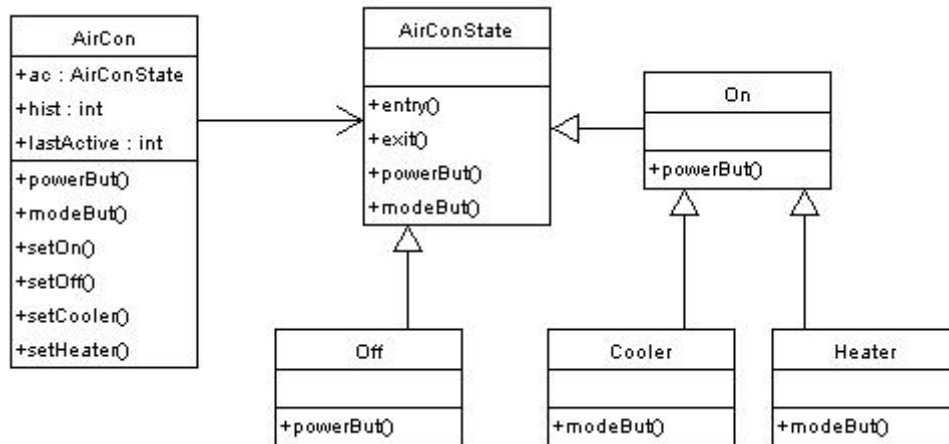 AirCon
+ac : AirConState
+hist : int
+lastActive : int
+powerBut()
+modeBut()
+setOn()
+setOff()
+setCooler()
+setHeater()
AirConState
+entry()
+exit()
+powerBut()
+modeBut()
On
+powerBut()
Off
+powerBut()
Cooler
+modeBut()
Heater
+modeBut()